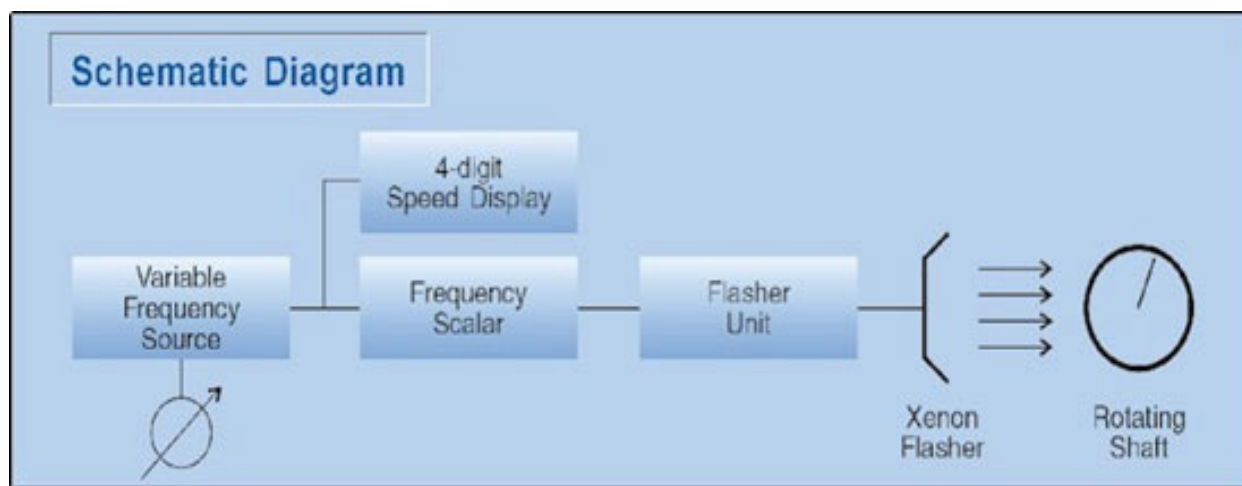 Schematic Diagram
4-digit
Speed Display
Variable
Frequency
Source
Frequency
Scalar
Flasher
Unit
Xenon
Flasher
Rotating
Shaft